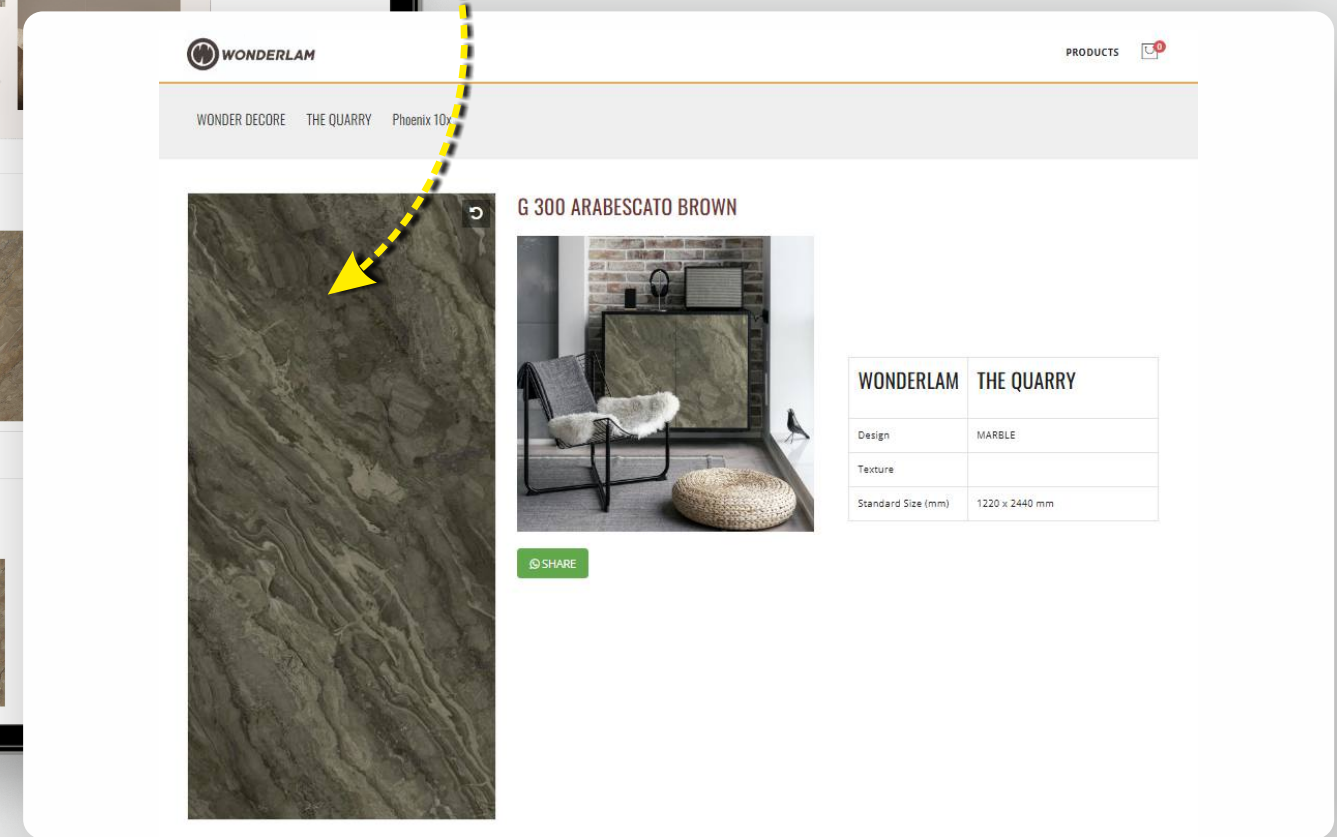 WONDERLAM
PRODUCTS
0
WONDER DECORE THE QUARRY Phoenix 10x
G 300 ARABESCATO BROWN
WONDERLAM THE QUARRY
Design MARBLE
Texture
Standard Size (mm) 1220 x 2440 mm
SHARE